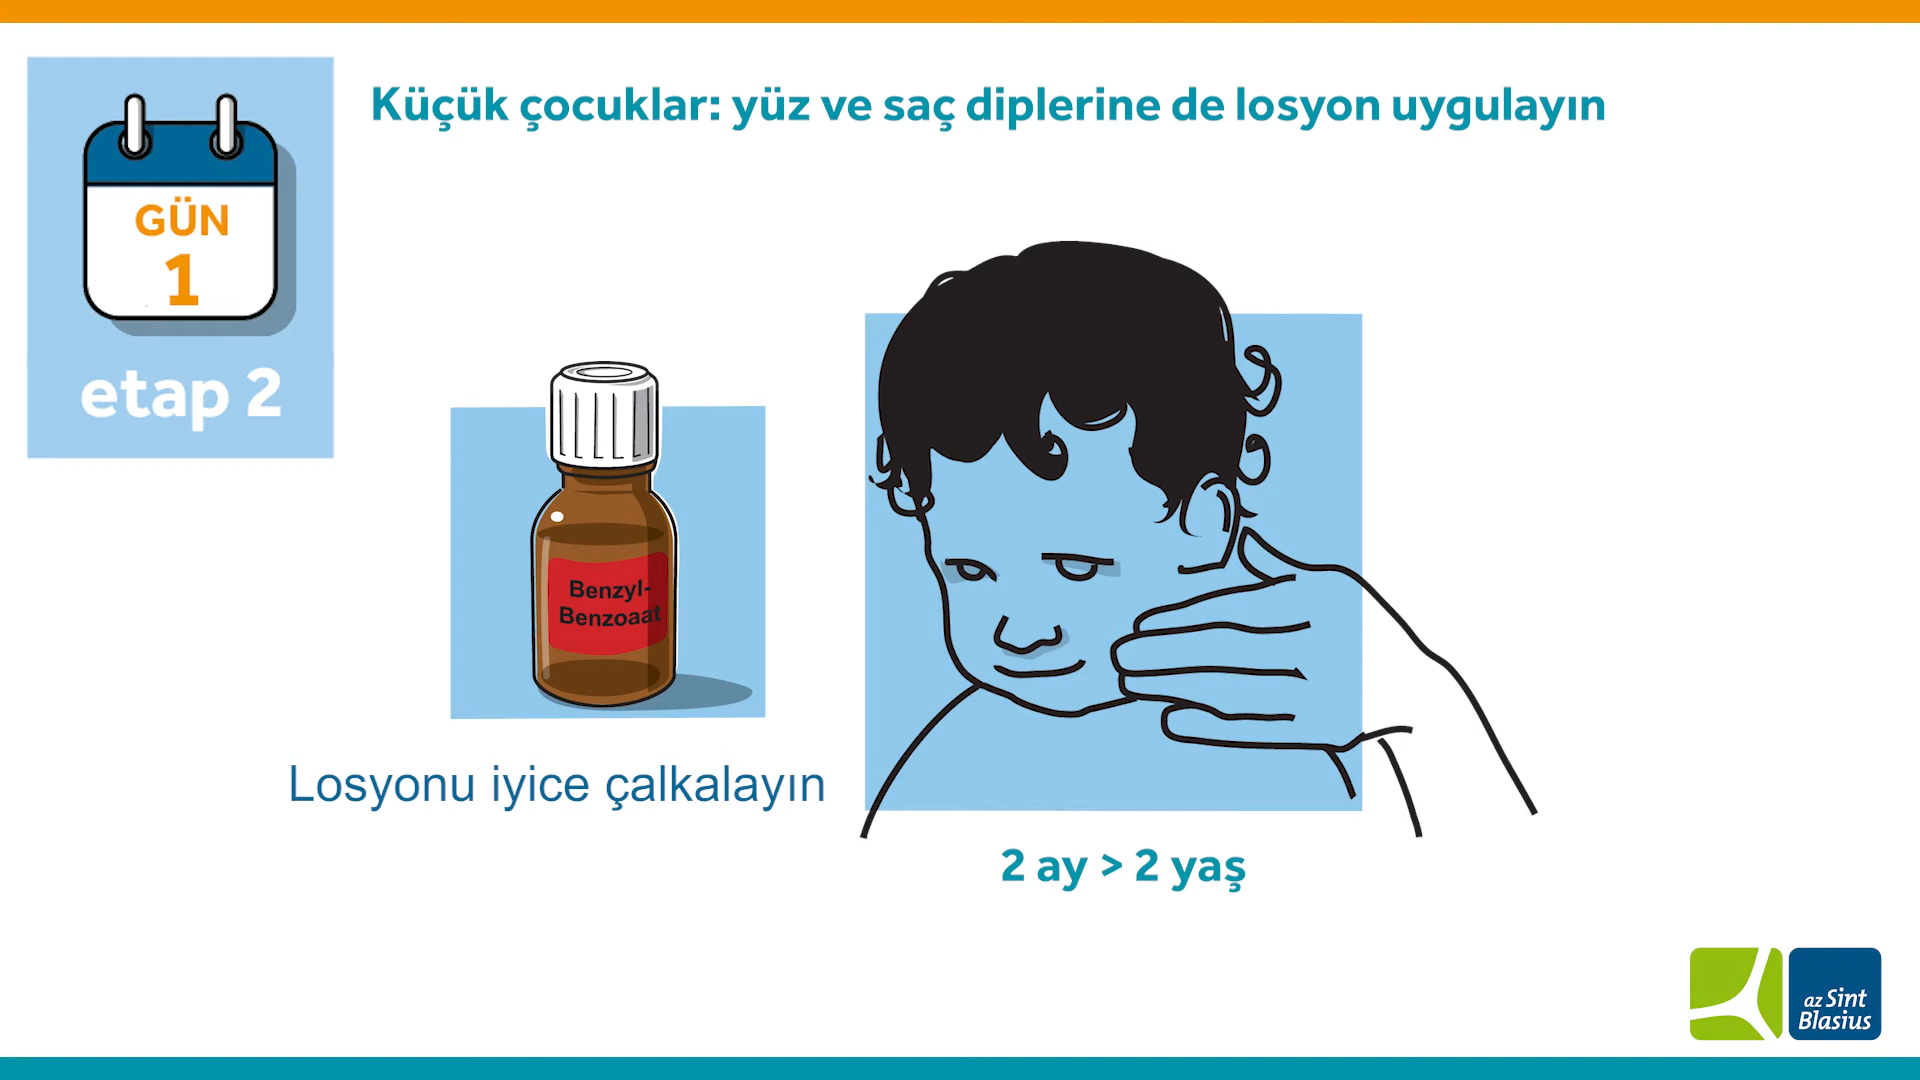 Küçük çocuklar: yüz ve saç diplerine de losyon uygulayın
GÜN
1
etap 2
Benzyl-
Benzoaat
Losyonu iyice çalkalayın
2 ay > 2 yaş
az Sint
Blasius